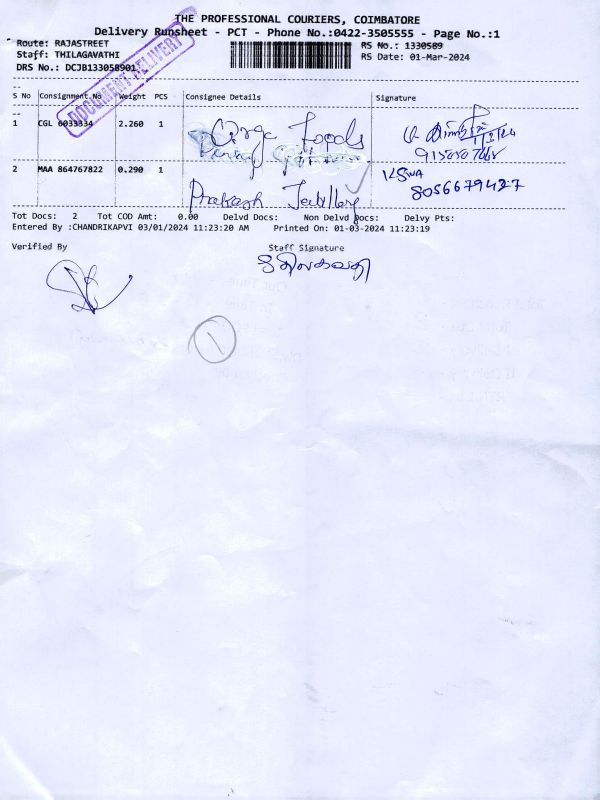 THE PROFESSIONAL COURIERS, COIMBATORE
Delivery Runsheet - PCT - Phone No.:0422-3505555 - Page No.:1
Route: RAJASTREET RS No.: 1330589
Staff: THILAGAVATHI RS Date: 01-Mar-2024
DRS No.: DCJB133058901
DOCUMENT DELIVERY
S No Consignment No Weight PCS Consignee Details Signature
1 CGL 6033334 2.260 1 Foods
2 MAA 864767822 0.290 1 8056679427
Prakash
Tot Docs: 2 Tot COD Amt: 0.00 Delvd Docs: Non Delvd Docs: Delvy Pts:
Entered By :CHANDRIKAPVI 03/01/2024 11:23:20 AM Printed On: 01-03-2024 11:23:19
Verified By Staff Signature
1